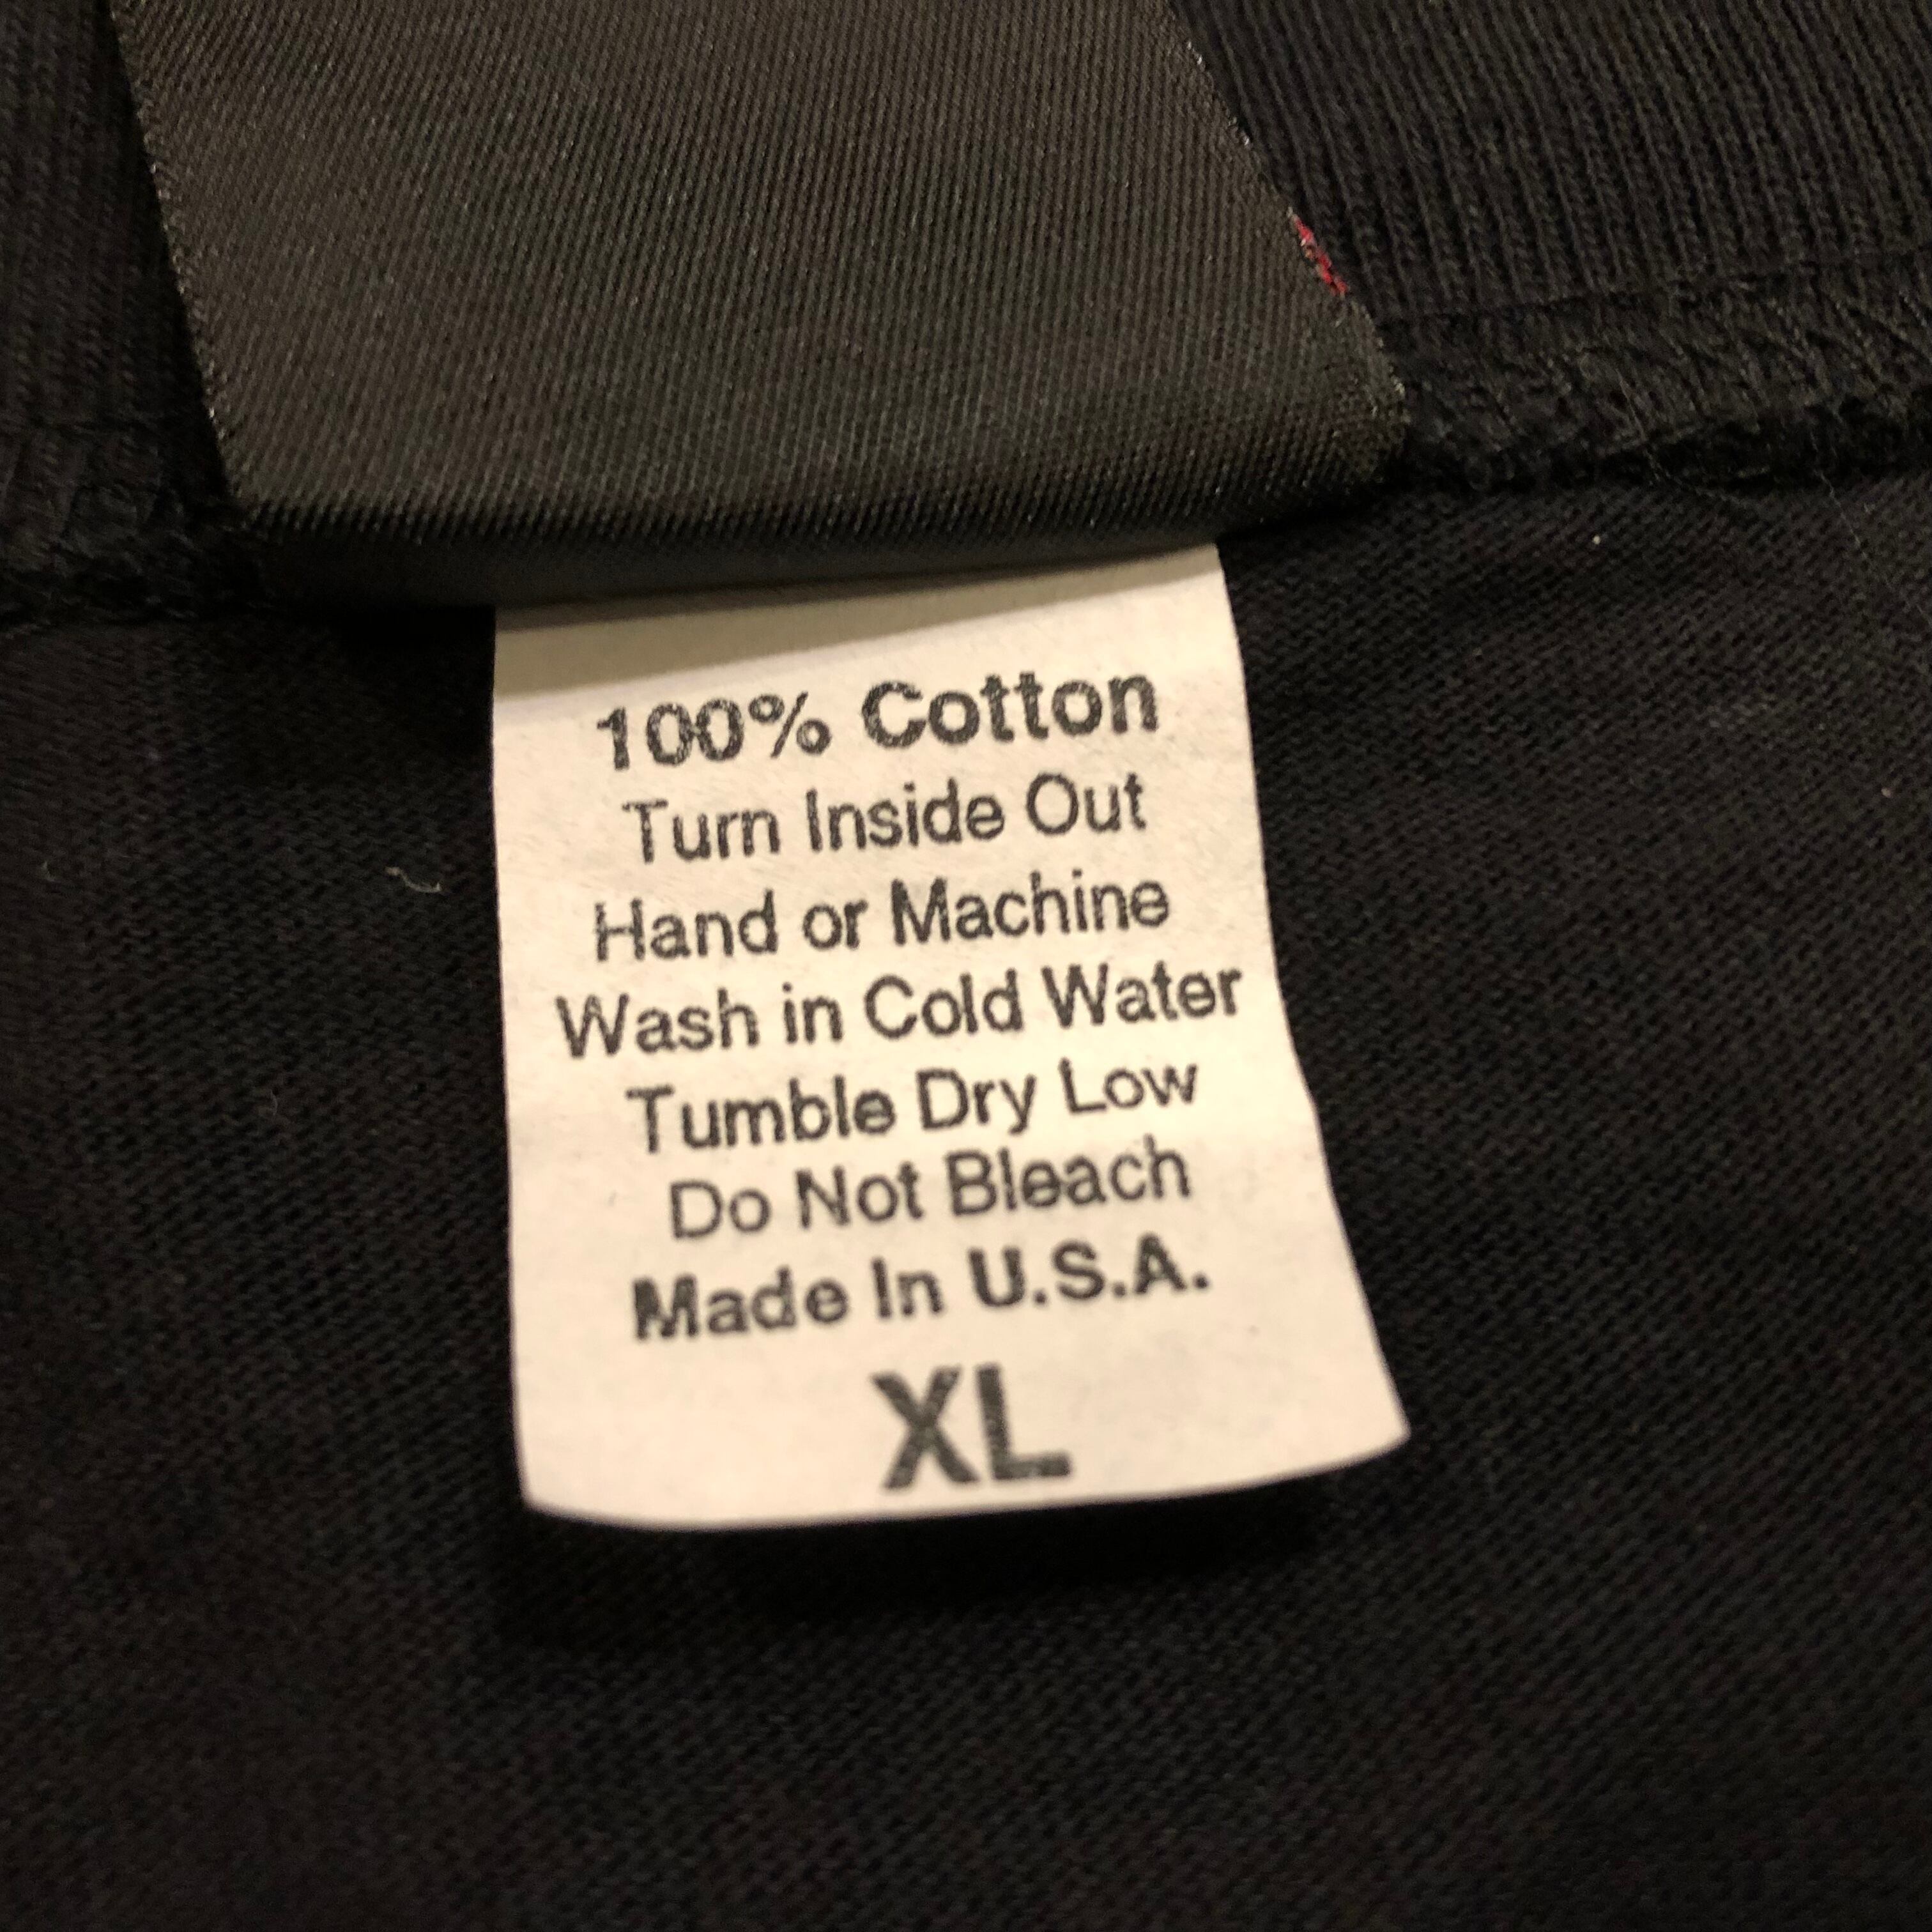 100% Cotton
Turn Inside Out
Hand or Machine
Wash in Cold Water
Tumble Dry Low
Do Not Bleach
Made In U.S.A.
XL